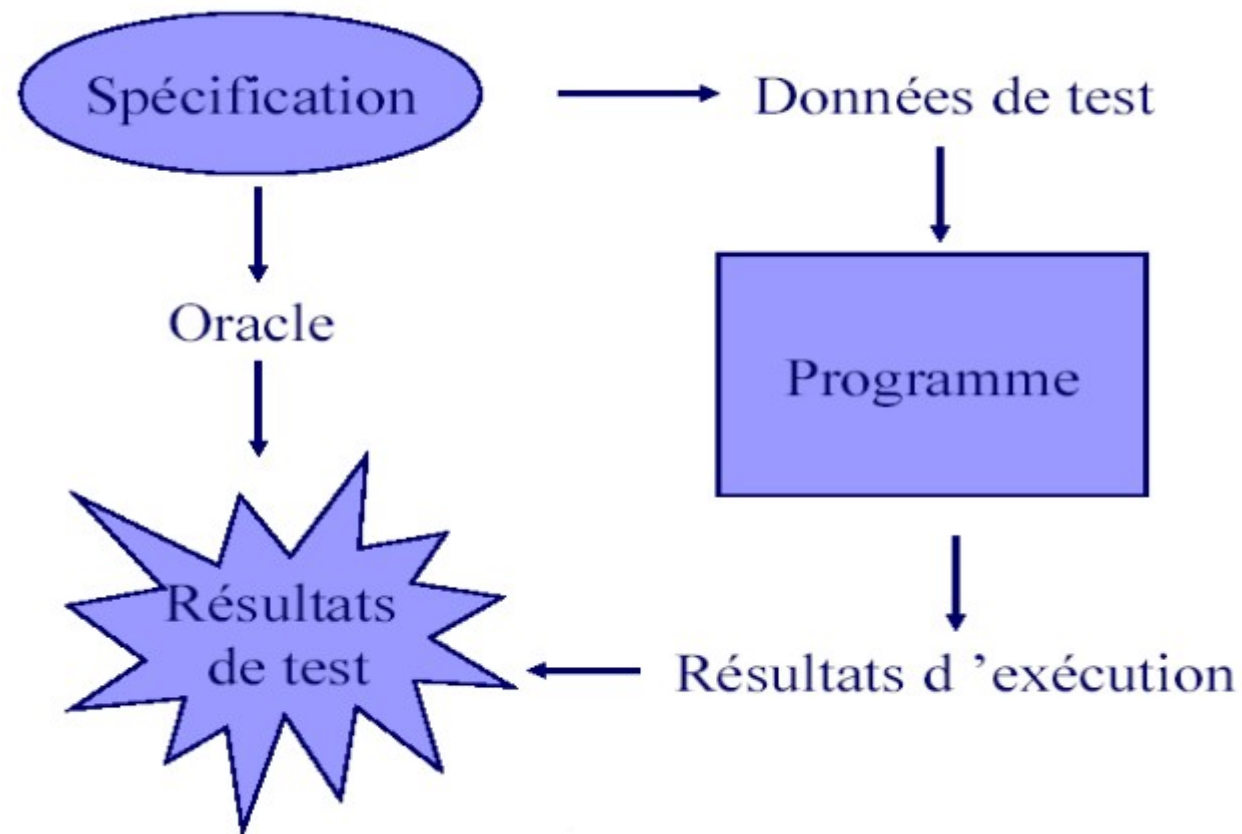 Spécification
Données de test
Oracle
Programme
Résultats
de test
Résultats d ’exécution